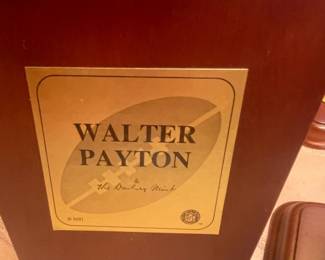 WALTER
PAYTON
&
the Danbury Mint